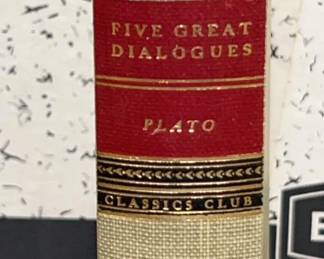 FIVE GREAT
DIALOGUES
PLATO
CLASSICS CLUB